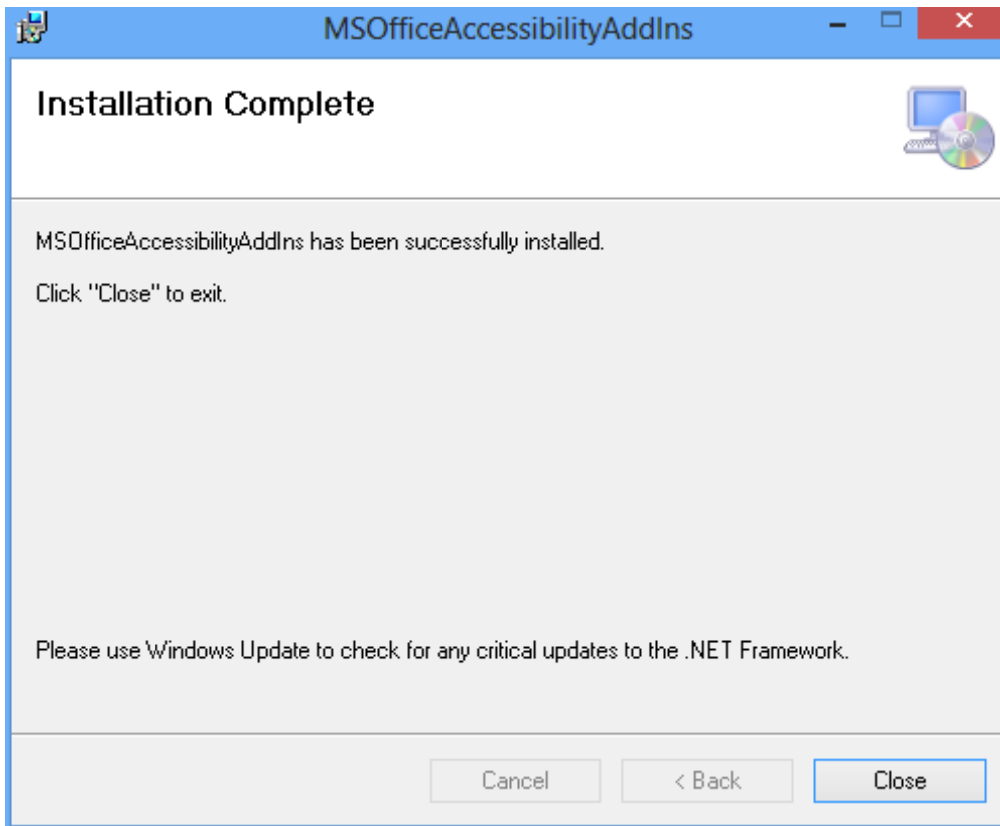 MSOfficeAccessibilityAddIns
Installation Complete
MSOfficeAccessibilityAddIns has been successfully installed.
Click "Close" to exit.
Please use Windows Update to check for any critical updates to the .NET Framework.
Cancel
< Back
Close